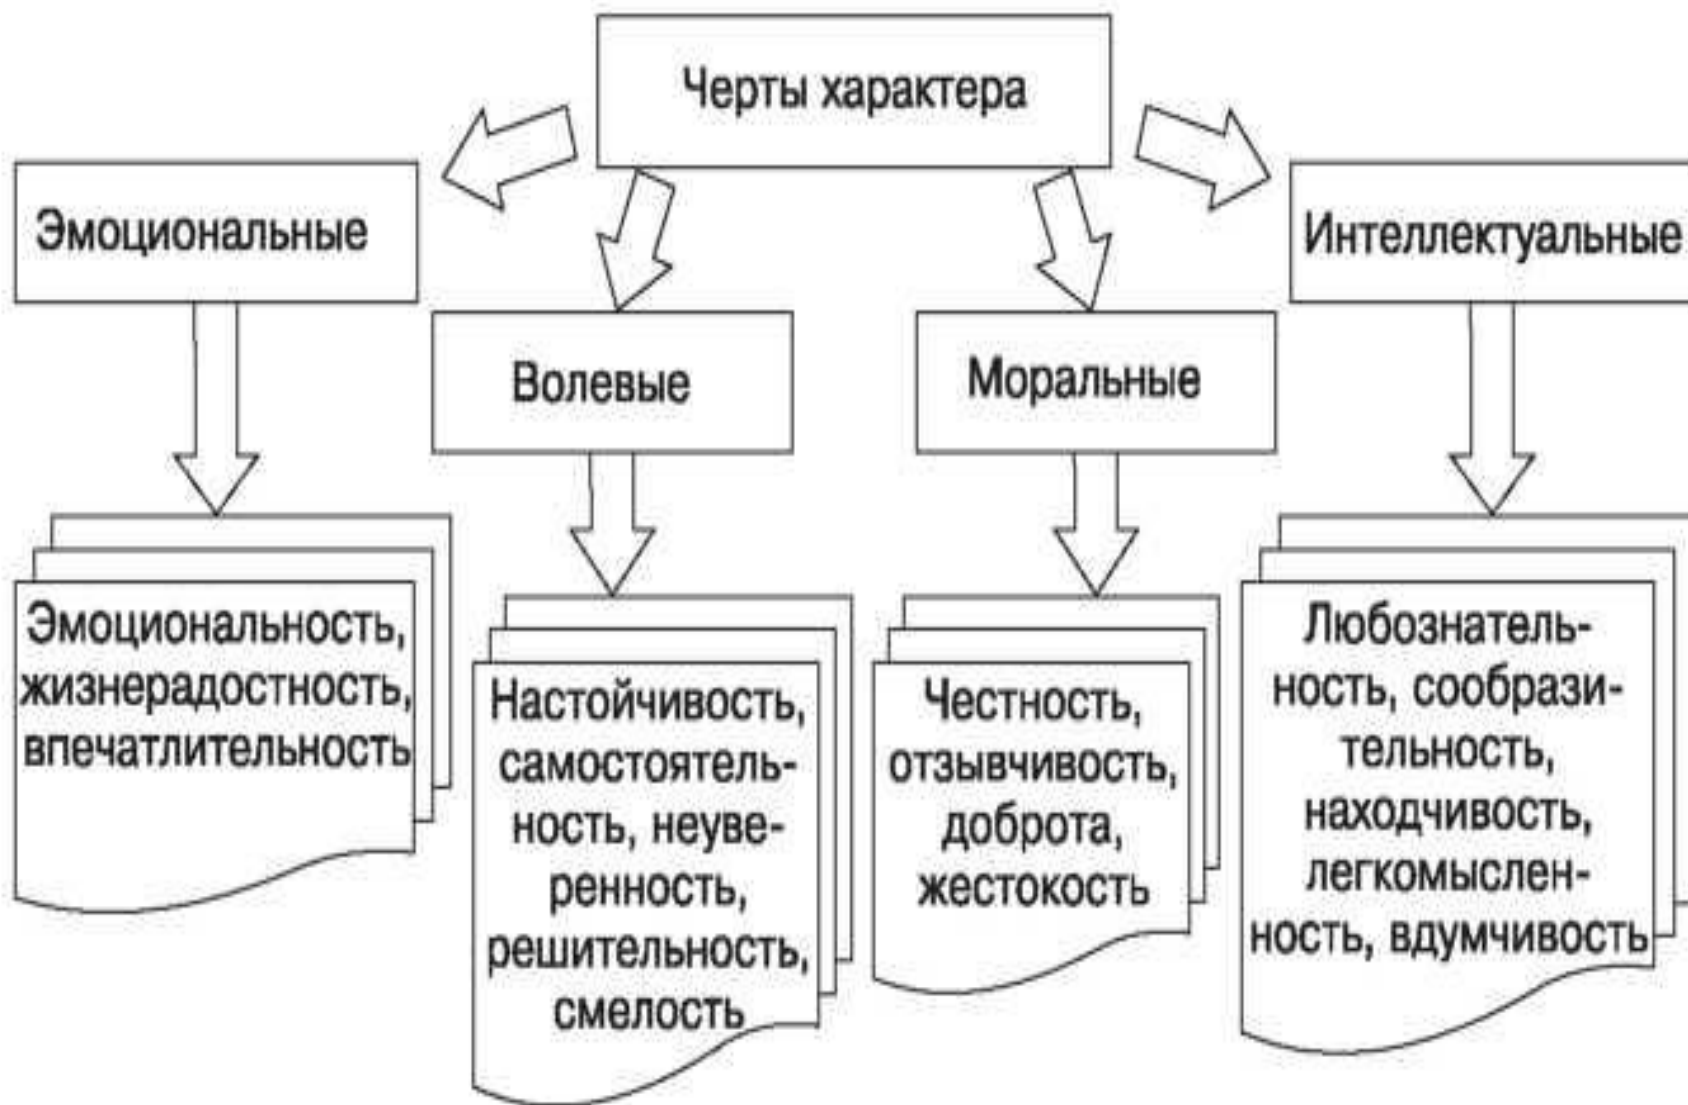 Черты характера
Эмоциональные
Интеллектуальные
Волевые
Моральные
Эмоциональность,
жизнерадостность,
впечатлительность
Настойчивость,
самостоятель-
ность, неуве-
ренность,
решительность,
смелость
Честность,
отзывчивость,
доброта,
жестокость
Любознатель-
ность, сообрази-
тельность,
находчивость,
легкомыслен-
ность, вдумчивость